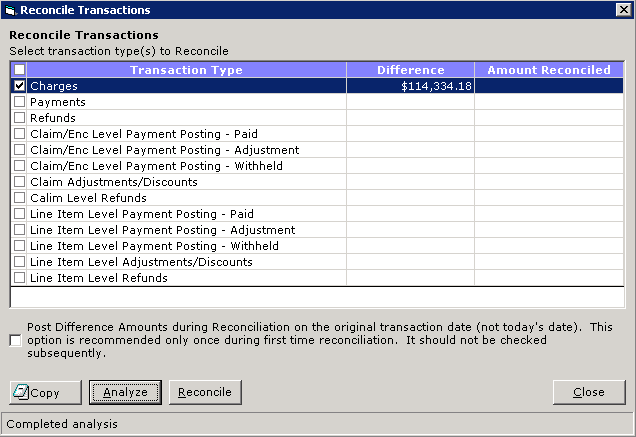 Reconcile Transactions
Reconcile Transactions
Select transaction type(s) to Reconcile
Transaction Type Difference Amount Reconciled
Charges $114,334.18
Payments
Refunds
Claim/Enc Level Payment Posting - Paid
Claim/Enc Level Payment Posting - Adjustment
Claim/Enc Level Payment Posting - Withheld
Claim Adjustments/Discounts
Calim Level Refunds
Line Item Level Payment Posting - Paid
Line Item Level Payment Posting - Adjustment
Line Item Level Payment Posting - Withheld
Line Item Level Adjustments/Discounts
Line Item Level Refunds
Post Difference Amounts during Reconciliation on the original transaction date (not today's date). This
option is recommended only once during first time reconciliation. It should not be checked
subsequently.
Copy Analyze Reconcile Close
Completed analysis